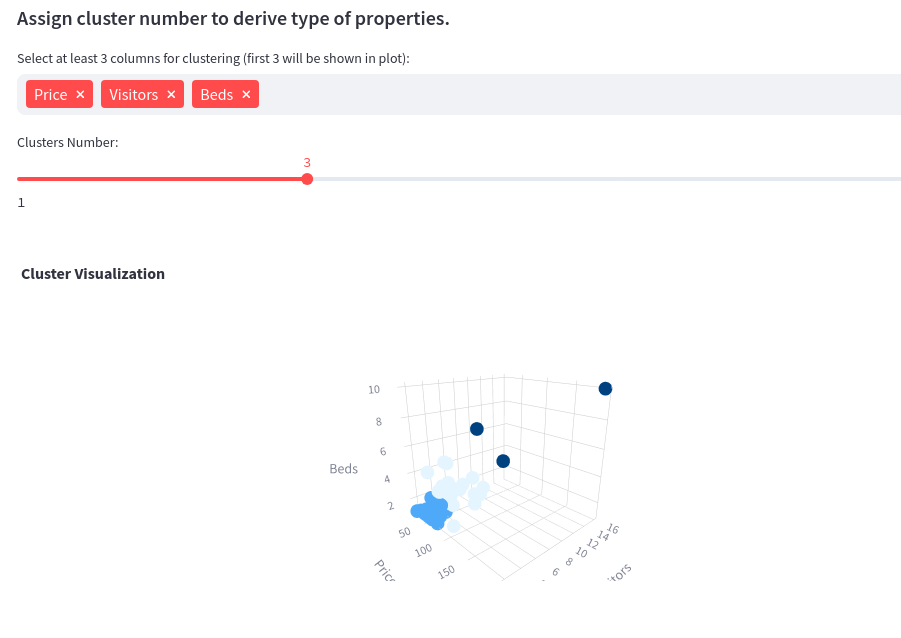 Assign cluster number to derive type of properties.
Select at least 3 columns for clustering (first 3 will be shown in plot):
Price × Visitors × Beds ×
Clusters Number:
3
1
Cluster Visualization
10
8
6
Beds
4
2
50
100
150
16
14
12
10
8
6